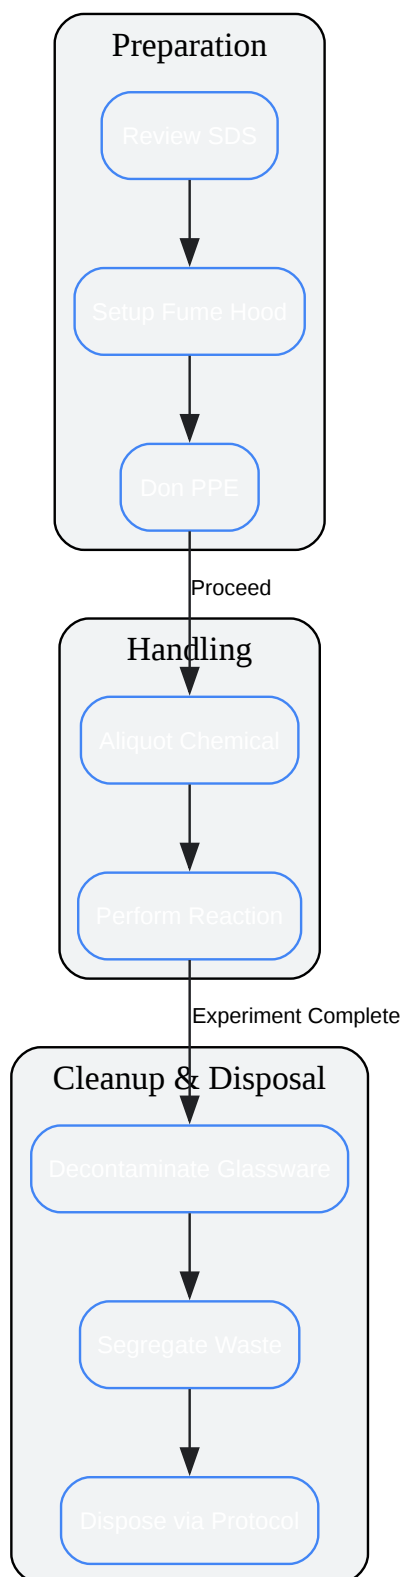 Preparation
Review SDS
Setup Fume Hood
Don PPE
Proceed
Handling
Aliquot Chemical
Perform Reaction
Experiment Complete
Cleanup & Disposal
Decontaminate Glassware
Segregate Waste
Dispose via Protocol